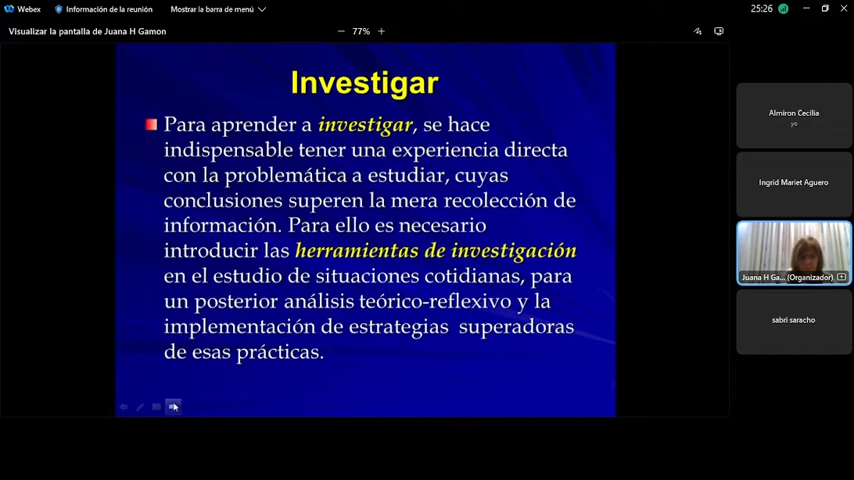 Webex
Información de la reunión
Mostrar la barra de menú
25:26
Visualizar la pantalla de Juana H Gamon
77%
Investigar
Para aprender a investigar, se hace
indispensable tener una experiencia directa
con la problemática a estudiar, cuyas
conclusiones superen la mera recolección de
información. Para ello es necesario
introducir las herramientas de investigación
en el estudio de situaciones cotidianas, para
un posterior análisis teórico-reflexivo y la
implementación de estrategias superadoras
de esas prácticas.
Almiron Cecilia
yo
Ingrid Mariet Aguero
Juana H Ga... (Organizador)
sabri saracho